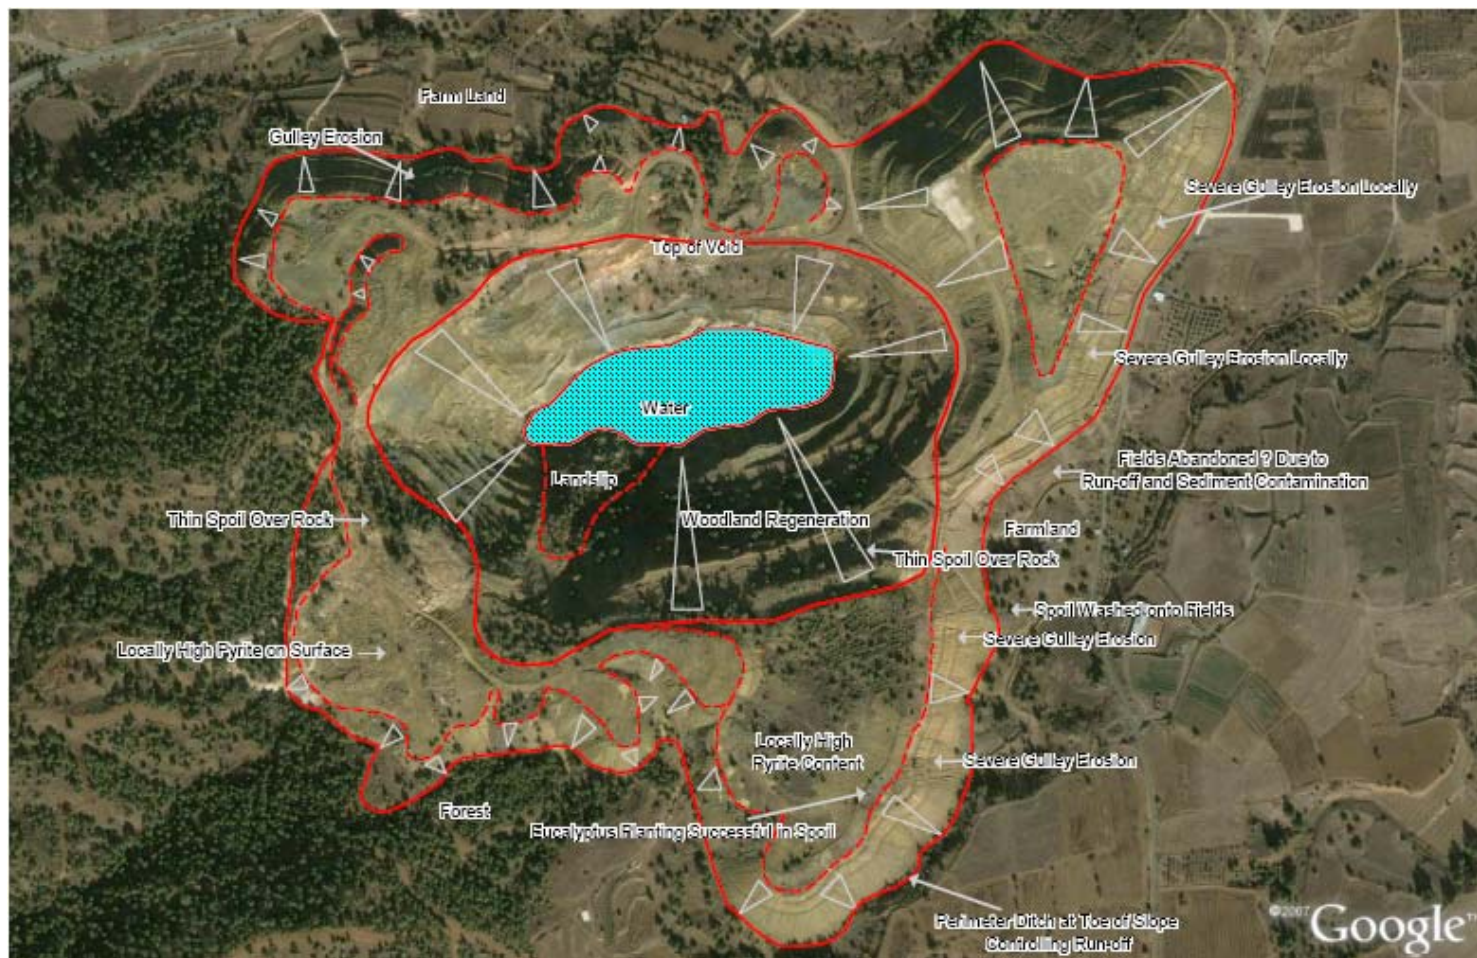 Farm Land
Gulley Erosion
Severe Gulley Erosion Locally
Top of Void
Severe Gulley Erosion Locally
Water
Fields Abandoned ? Due to
Run-off and Sediment Contamination
Landslip
Thin Spoil Over Rock
Woodland Regeneration
Farmland
Thin Spoil Over Rock
Spoil Washed onto Fields
Severe Gulley Erosion
Locally High Pyrite on Surface
Locally High
Pyrite Content
Severe Gulley Erosion
Forest
Eucalyptus Planting Successful in Spoil
Perimeter Ditch at Toe of Slope
Controlling Run-off
©2007 Google™